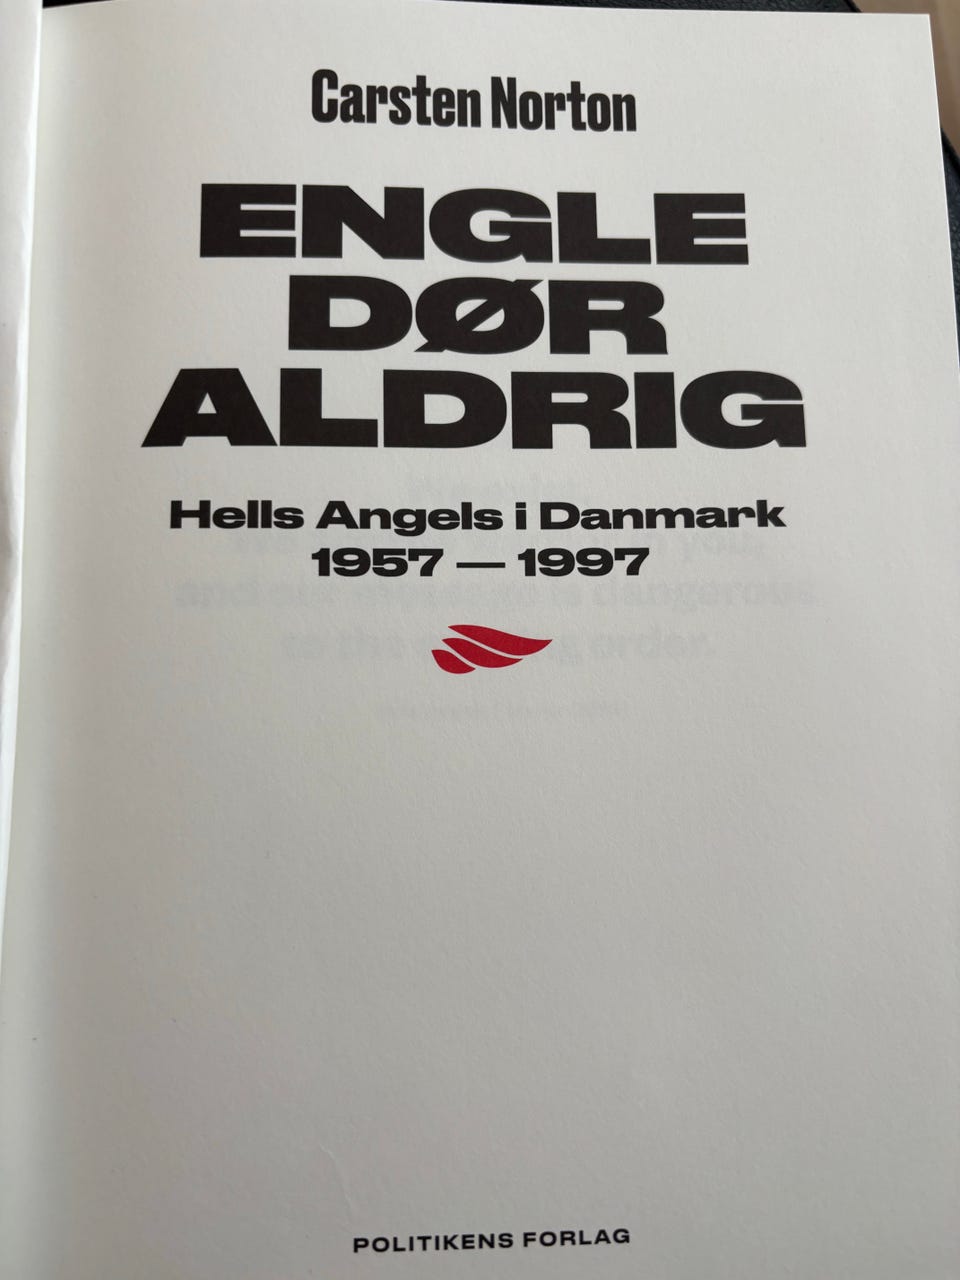 Carsten Norton
ENGLE
DØR
ALDRIG
Hells Angels i Danmark
1957 — 1997
POLITIKENS FORLAG